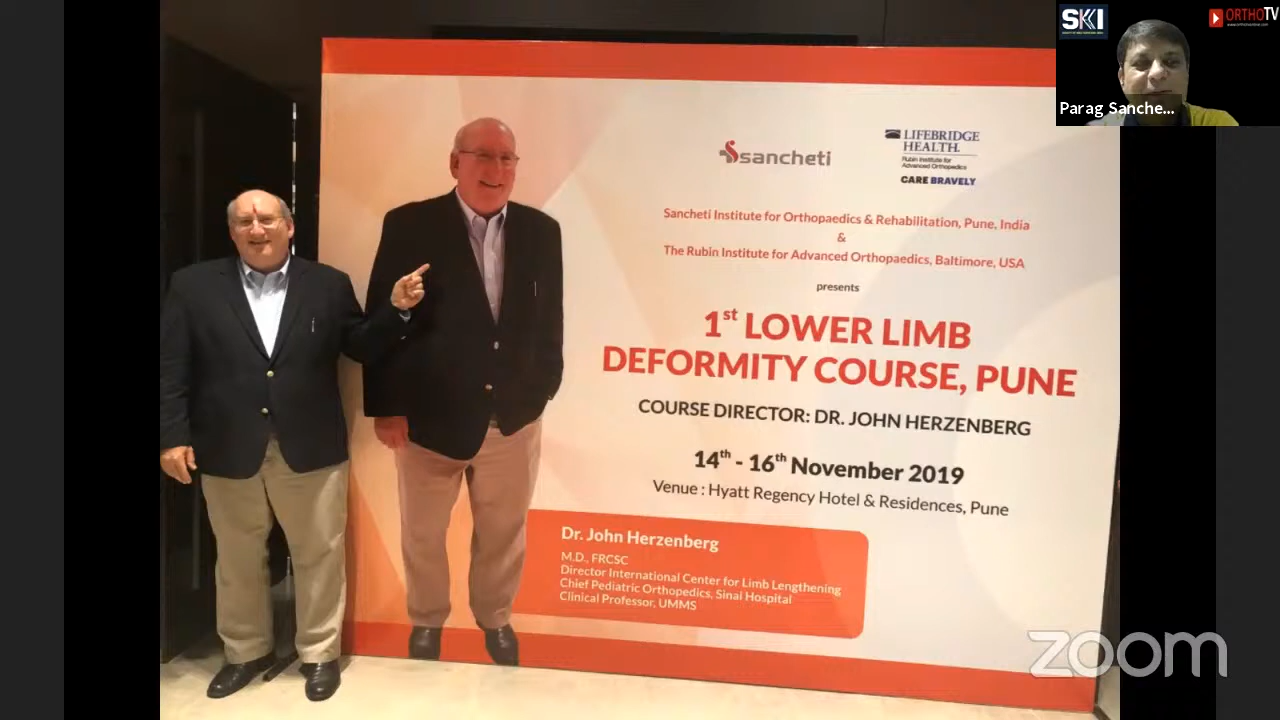 SKI
ORTHOTV
Parag Sanche...
sancheti
LIFEBRIDGE
HEALTH.
Rubin Institute for
Advanced Orthopedics
CARE BRAVELY
Sancheti Institute for Orthopaedics & Rehabilitation, Pune, India
&
The Rubin Institute for Advanced Orthopaedics, Baltimore, USA
presents
1st LOWER LIMB
DEFORMITY COURSE, PUNE
COURSE DIRECTOR: DR. JOHN HERZENBERG
14th - 16th November 2019
Venue : Hyatt Regency Hotel & Residences, Pune
Dr. John Herzenberg
M.D., FRCSC
Director International Center for Limb Lengthening
Chief Pediatric Orthopedics, Sinai Hospital
Clinical Professor, UMMS
zoom